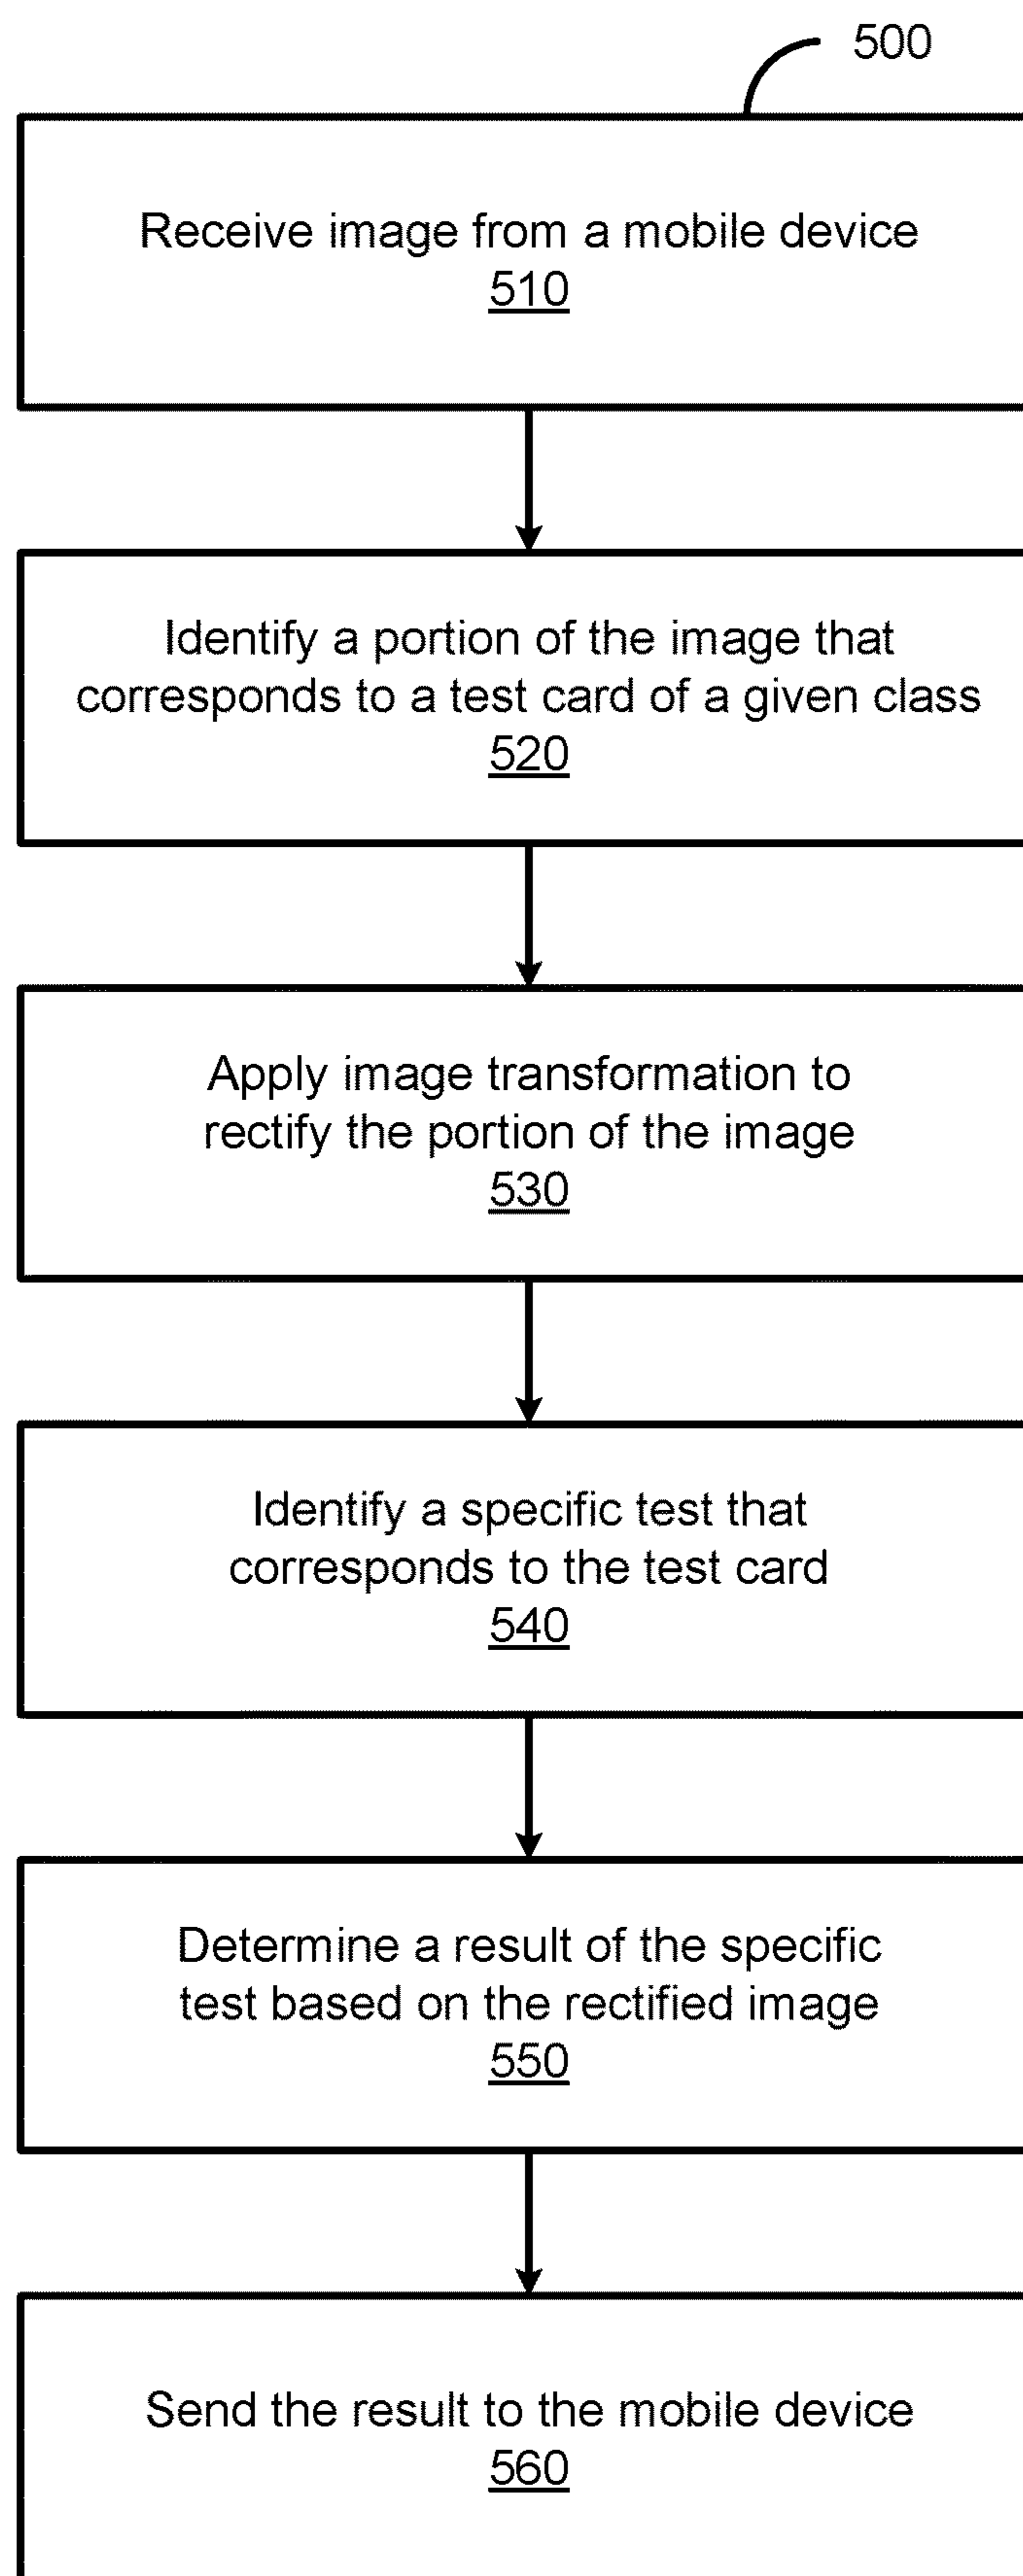 500
Receive image from a mobile device
510
Identify a portion of the image that
corresponds to a test card of a given class
520
Apply image transformation to
rectify the portion of the image
530
Identify a specific test that
corresponds to the test card
540
Determine a result of the specific
test based on the rectified image
550
Send the result to the mobile device
560